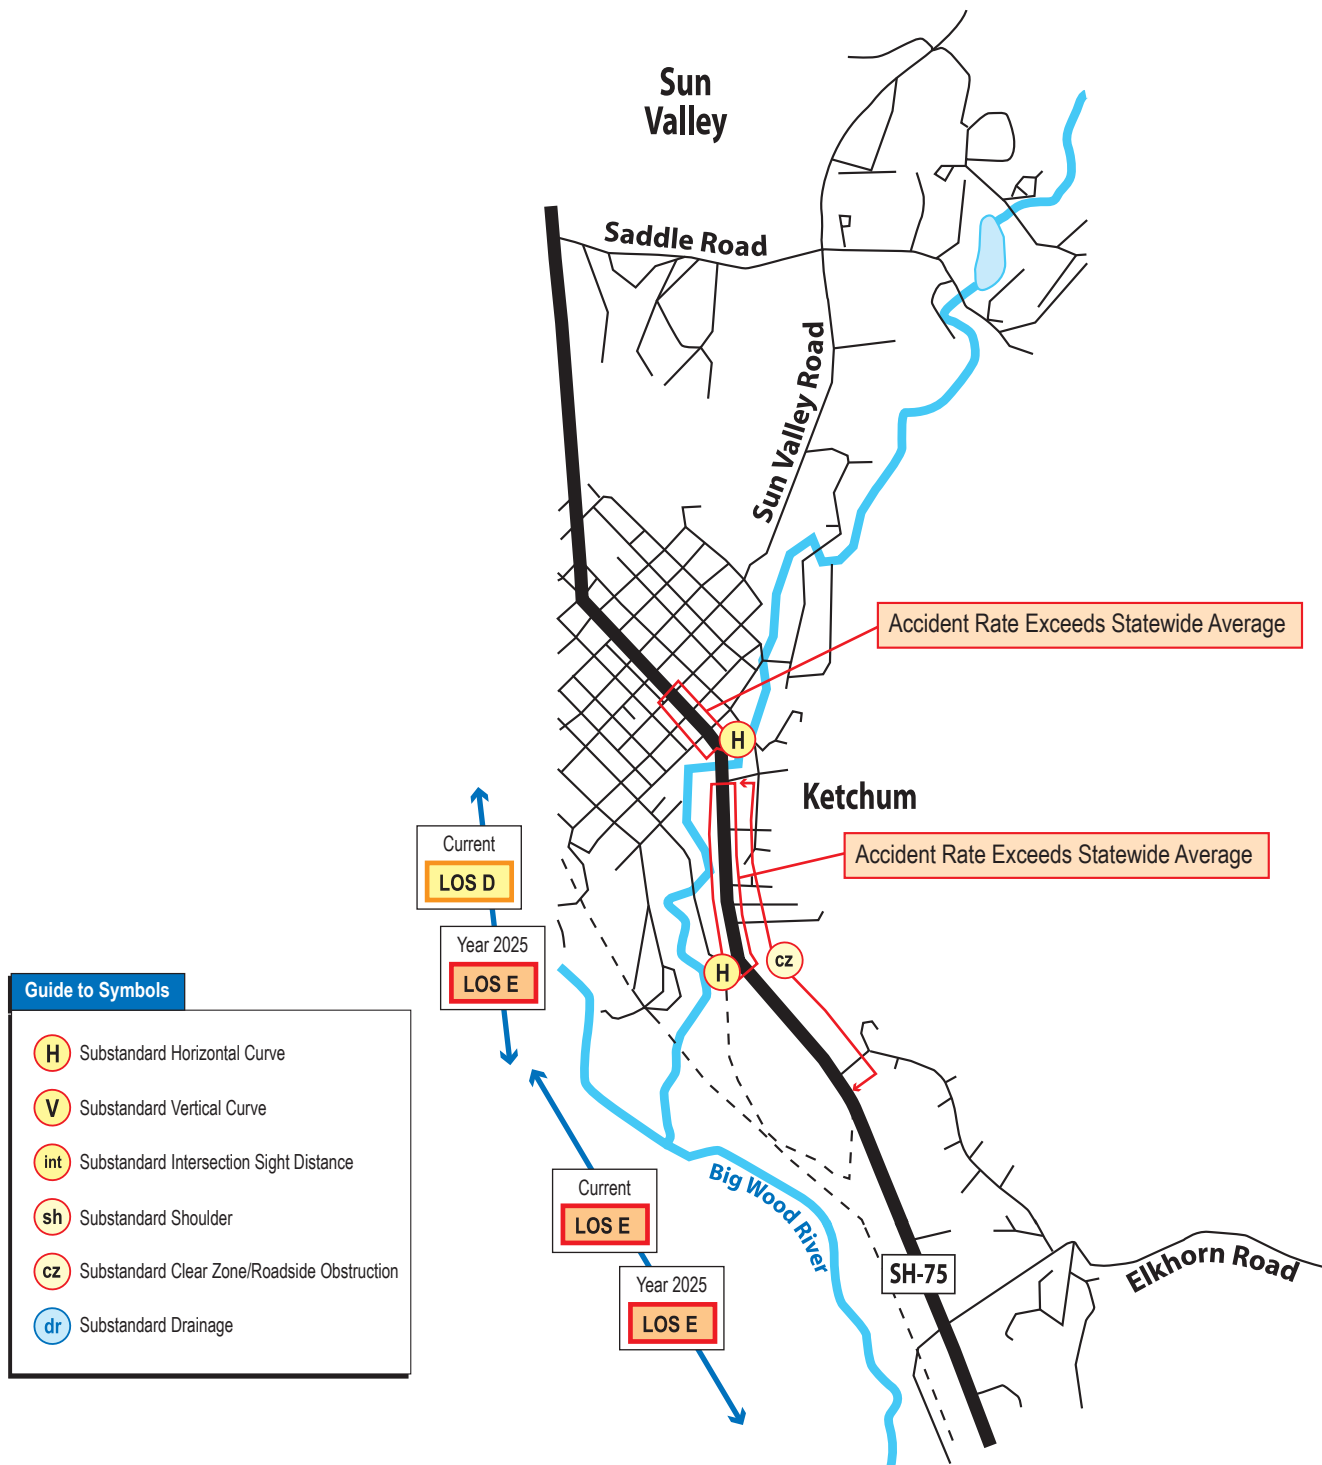 Sun
Valley
Saddle Road
Sun Valley Road
Accident Rate Exceeds Statewide Average
H
Ketchum
Current
LOS D
Accident Rate Exceeds Statewide Average
Year 2025
LOS E
H
cz
Guide to Symbols
H Substandard Horizontal Curve
V Substandard Vertical Curve
int Substandard Intersection Sight Distance
sh Substandard Shoulder
cz Substandard Clear Zone/Roadside Obstruction
dr Substandard Drainage
Current
LOS E
Year 2025
LOS E
Big Wood River
SH-75
Elkhorn Road